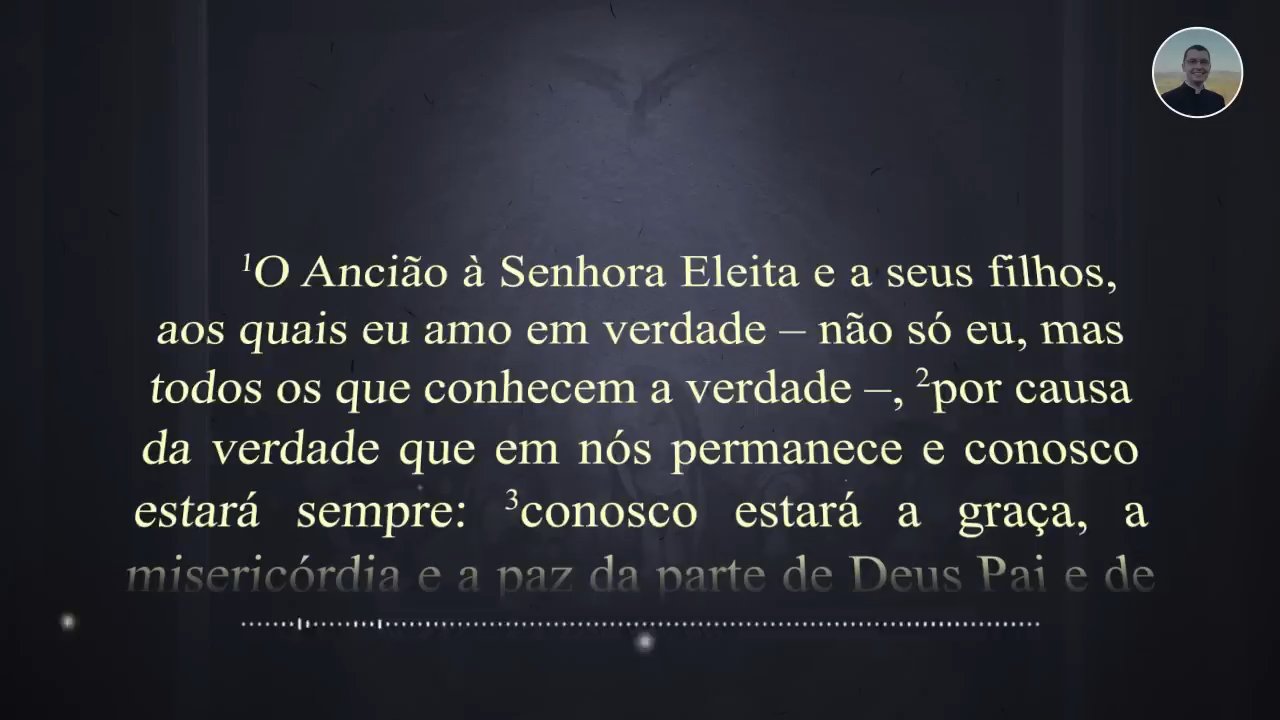 ¹O Ancião à Senhora Eleita e a seus filhos,
aos quais eu amo em verdade – não só eu, mas
todos os que conhecem a verdade –, ²por causa
da verdade que em nós permanece e conosco
estará sempre: ³conosco estará a graça, a
misericórdia e a paz da parte de Deus Pai e de